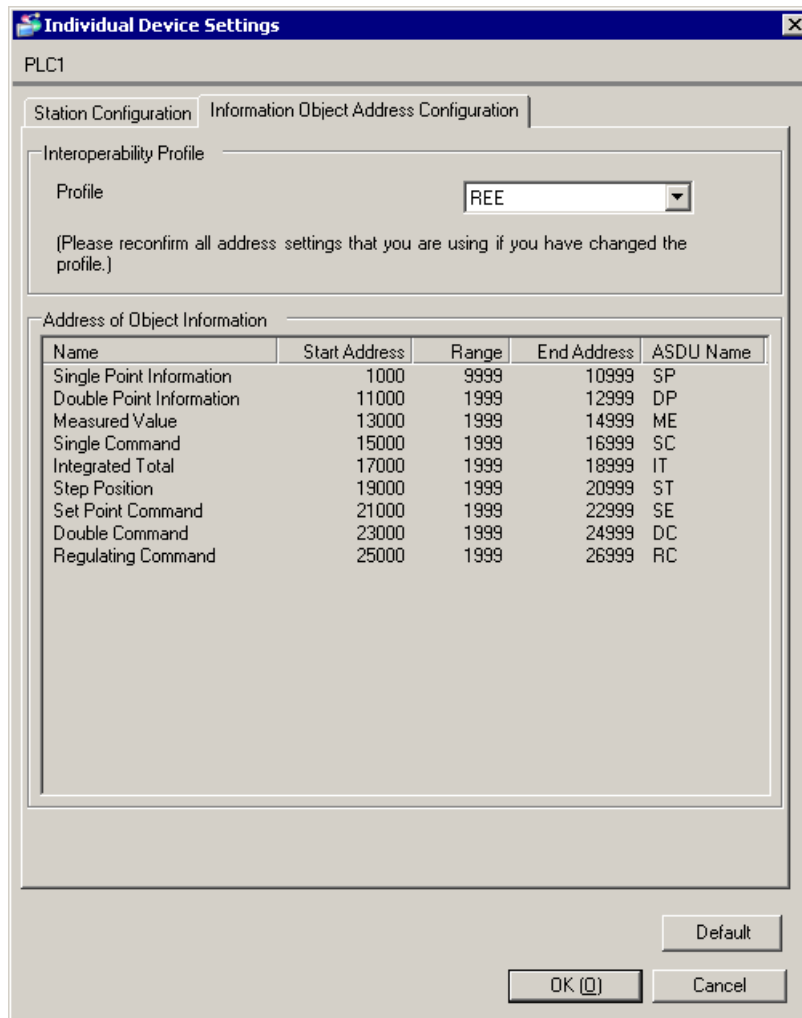 Individual Device Settings
PLC1
Station Configuration Information Object Address Configuration
Interoperability Profile
Profile REE
(Please reconfirm all address settings that you are using if you have changed the
profile.)
Address of Object Information
Name Start Address Range End Address ASDU Name
Single Point Information 1000 9999 10999 SP
Double Point Information 11000 1999 12999 DP
Measured Value 13000 1999 14999 ME
Single Command 15000 1999 16999 SC
Integrated Total 17000 1999 18999 IT
Step Position 19000 1999 20999 ST
Set Point Command 21000 1999 22999 SE
Double Command 23000 1999 24999 DC
Regulating Command 25000 1999 26999 RC
Default
OK (O) Cancel